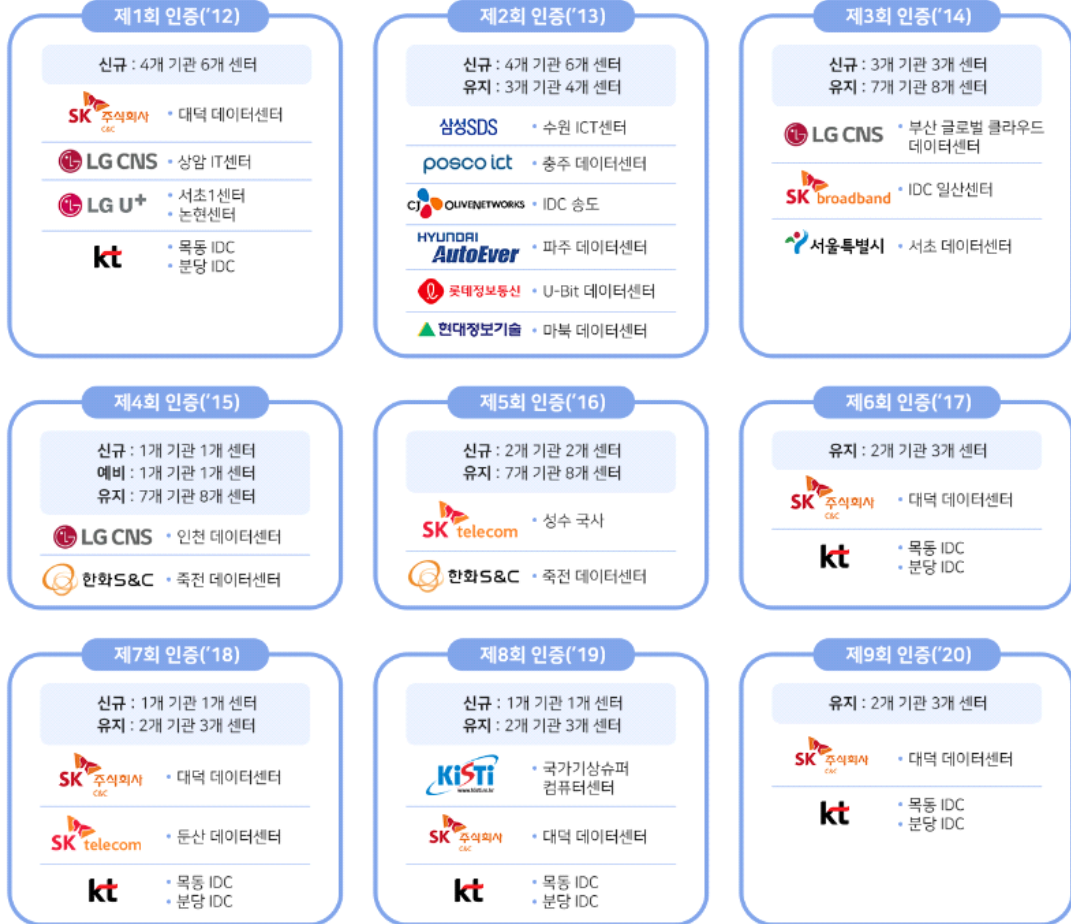 제1회 인증('12)
신규 : 4개 기관 6개 센터
SK 주식회사 C&C
• 대덕 데이터센터
LG CNS
• 상암 IT센터
LG U+
• 서초1센터
• 논현센터
kt
• 목동 IDC
• 분당 IDC
제2회 인증('13)
신규 : 4개 기관 6개 센터
유지 : 3개 기관 4개 센터
삼성SDS
• 수원 ICT센터
posco ict
• 충주 데이터센터
CJ OLIVENETWORKS
• IDC 송도
HYUNDAI AutoEver
• 파주 데이터센터
롯데정보통신
• U-Bit 데이터센터
현대정보기술
• 마북 데이터센터
제3회 인증('14)
신규 : 3개 기관 3개 센터
유지 : 7개 기관 8개 센터
LG CNS
• 부산 글로벌 클라우드
데이터센터
SK broadband
• IDC 일산센터
서울특별시
• 서초 데이터센터
제4회 인증('15)
신규 : 1개 기관 1개 센터
예비 : 1개 기관 1개 센터
유지 : 7개 기관 8개 센터
LG CNS
• 인천 데이터센터
한화S&C
• 죽전 데이터센터
제5회 인증('16)
신규 : 2개 기관 2개 센터
유지 : 7개 기관 8개 센터
SK telecom
• 성수 국사
한화S&C
• 죽전 데이터센터
제6회 인증('17)
유지 : 2개 기관 3개 센터
SK 주식회사 C&C
• 대덕 데이터센터
kt
• 목동 IDC
• 분당 IDC
제7회 인증('18)
신규 : 1개 기관 1개 센터
유지 : 2개 기관 3개 센터
SK 주식회사 C&C
• 대덕 데이터센터
SK telecom
• 둔산 데이터센터
kt
• 목동 IDC
• 분당 IDC
제8회 인증('19)
신규 : 1개 기관 1개 센터
유지 : 2개 기관 3개 센터
KiSTi
www.kisti.re.kr
• 국가기상슈퍼
컴퓨터센터
SK 주식회사 C&C
• 대덕 데이터센터
kt
• 목동 IDC
• 분당 IDC
제9회 인증('20)
유지 : 2개 기관 3개 센터
SK 주식회사 C&C
• 대덕 데이터센터
kt
• 목동 IDC
• 분당 IDC